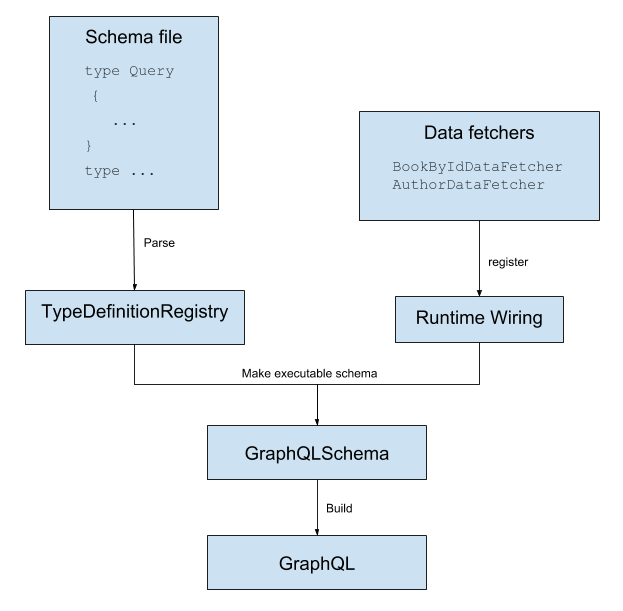 Schema file
type Query
{
...
}
type ...
Data fetchers
BookByIdDataFetcher
AuthorDataFetcher
Parse
register
TypeDefinitionRegistry
Runtime Wiring
Make executable schema
GraphQLSchema
Build
GraphQL